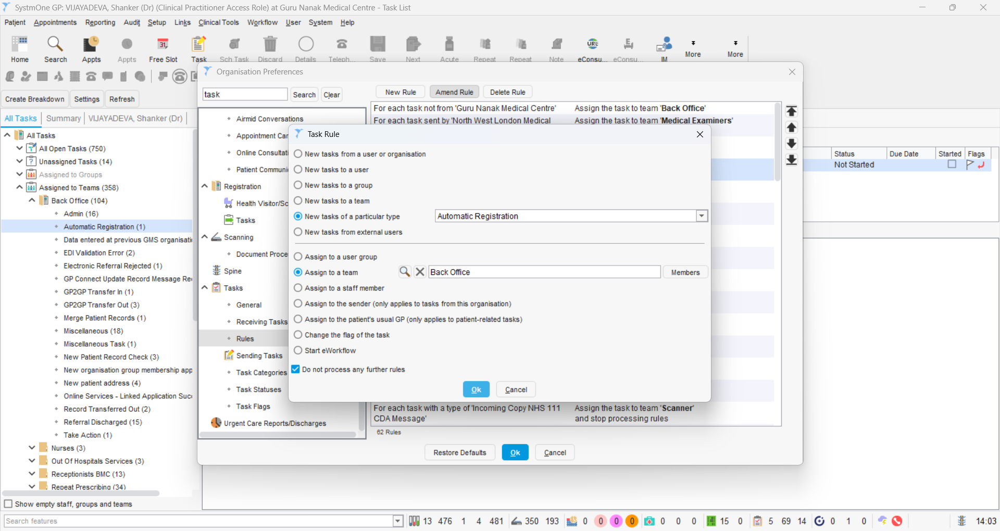 SystmOne GP: VIJAYADEVA, Shanker (Dr) (Clinical Practitioner Access Role) at Guru Nanak Medical Centre - Task List
Patient Appointments Reporting Audit Setup Links Clinical Tools Workflow User System Help
31 URL
Home Search Appts Appts Free Slot Task Sch Task Discard Details Teleph... Save Next Acute Repeat Repeat Note eConsu... eConsu... IM More More
Organisation Preferences
Create Breakdown Settings Refresh
task Search Clear New Rule Amend Rule Delete Rule
All Tasks Summary VIJAYADEVA, Shanker (Dr)
All Tasks
All Open Tasks (750)
Unassigned Tasks (14)
Assigned to Groups
Assigned to Teams (358)
Back Office (104)
Admin (16)
Automatic Registration (1)
Data entered at previous GMS organisati
EDI Validation Error (2)
Electronic Referral Rejected (1)
GP Connect Update Record Message Re
GP2GP Transfer In (1)
GP2GP Transfer Out (3)
Merge Patient Records (1)
Miscellaneous (18)
Miscellaneous Task (1)
New Patient Record Check (3)
New organisation group membership app
New patient address (4)
Online Services - Linked Application Suc
Record Transferred Out (2)
Referral Discharged (15)
Take Action (1)
Nurses (3)
Out Of Hospitals Services (3)
Receptionists BMC (13)
Repeat Prescribing (34)
Show empty staff, groups and teams
Airmid Conversations
Appointment Can
Online Consultati
Patient Communi
Registration
Health Visitor/Sc
Tasks
Scanning
Document Proce
Spine
Tasks
General
Receiving Tasks
Rules
Sending Tasks
Task Categories
Task Statuses
Task Flags
Urgent Care Reports/Discharges
For each task not from 'Guru Nanak Medical Centre' Assign the task to team 'Back Office'
For each task sent by 'North West London Medical Assign the task to team 'Medical Examiners'
Task Rule
New tasks from a user or organisation
New tasks to a user
New tasks to a group
New tasks to a team
New tasks of a particular type Automatic Registration
New tasks from external users
Assign to a user group
Assign to a team Back Office Members
Assign to a staff member
Assign to the sender (only applies to tasks from this organisation)
Assign to the patient's usual GP (only applies to patient-related tasks)
Change the flag of the task
Start eWorkflow
Do not process any further rules
Ok Cancel
For each task with a type of 'Incoming Copy NHS 111 Assign the task to team 'Scanner'
CDA Message' and stop processing rules
62 Rules
Restore Defaults Ok Cancel
Status Due Date Started Flags
Not Started
Search features 13 476 1 4 481 350 193 0 0 0 0 0 0 0 15 0 5 69 14 0 1 0 14:03